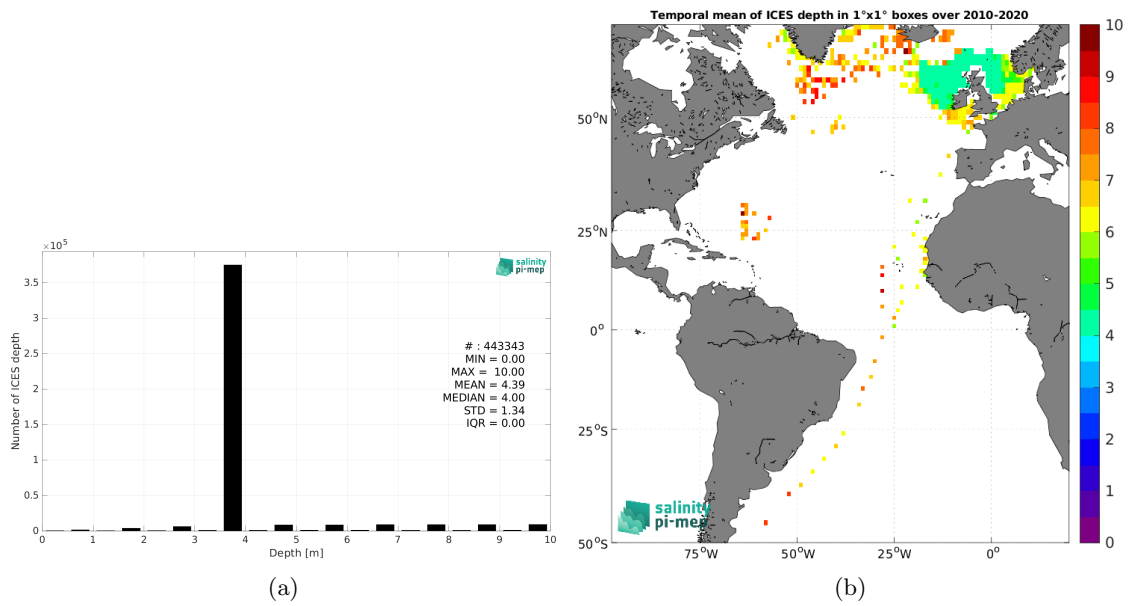 ×10⁵
3.5
3
2.5
2
1.5
1
0.5
0
Number of ICES depth
0 1 2 3 4 5 6 7 8 9 10
Depth [m]
salinity
pi-mep
# : 443343
MIN = 0.00
MAX = 10.00
MEAN = 4.39
MEDIAN = 4.00
STD = 1.34
IQR = 0.00
(a)
Temporal mean of ICES depth in 1°x1° boxes over 2010-2020
50°N
25°N
0°
25°S
50°S
75°W 50°W 25°W 0°
salinity
pi-mep
10
9
8
7
6
5
4
3
2
1
0
(b)